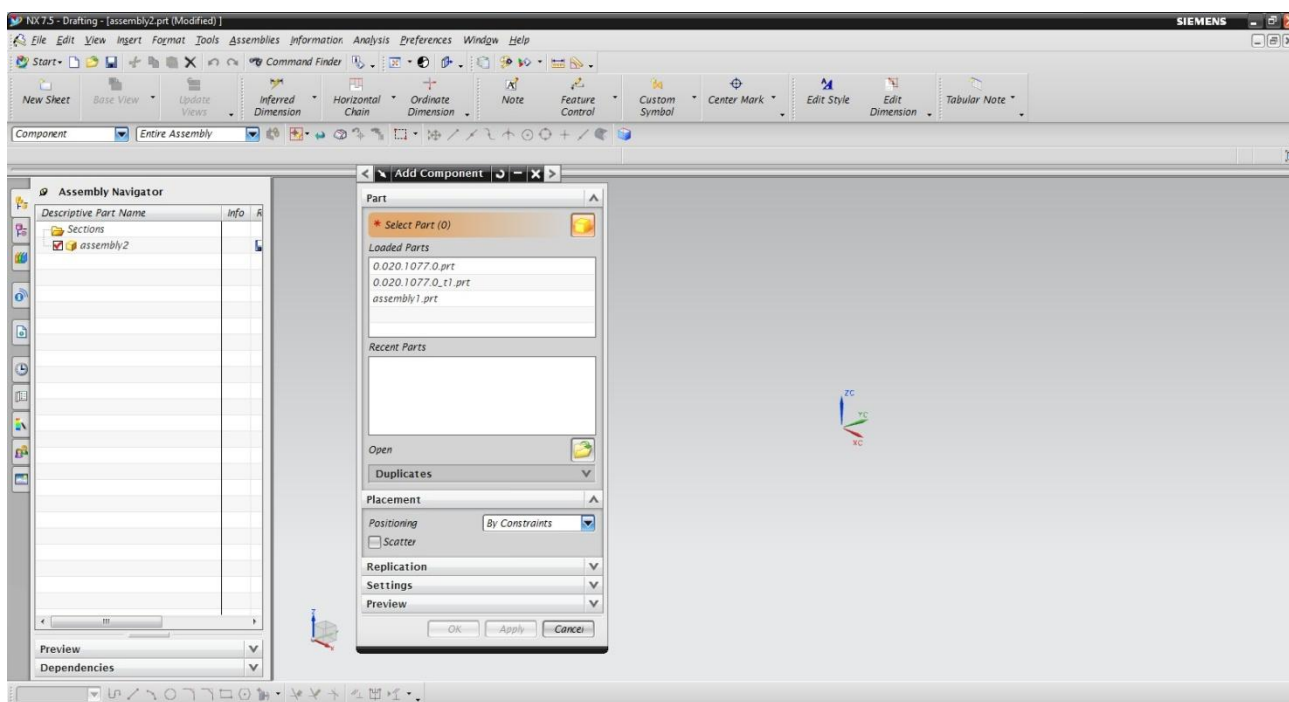 NX 7.5 - Drafting - [assembly2.prt (Modified) ]
SIEMENS
File Edit View Insert Format Tools Assemblies Information Analysis Preferences Window Help
Start Command Finder
New Sheet
Base View
Update Views
Inferred Dimension
Horizontal Chain
Ordinate Dimension
Note
Feature Control
Custom Symbol
Center Mark
Edit Style
Edit Dimension
Tabular Note
Component
Entire Assembly
Assembly Navigator
Descriptive Part Name Info R
Sections
assembly2
Preview
Dependencies
Add Component
Part
* Select Part (0)
Loaded Parts
0.020.1077.0.prt
0.020.1077.0_t1.prt
assembly1.prt
Recent Parts
Open
Duplicates
Placement
Positioning By Constraints
Scatter
Replication
Settings
Preview
OK Apply Cancel
ZC
YC
XC
Z